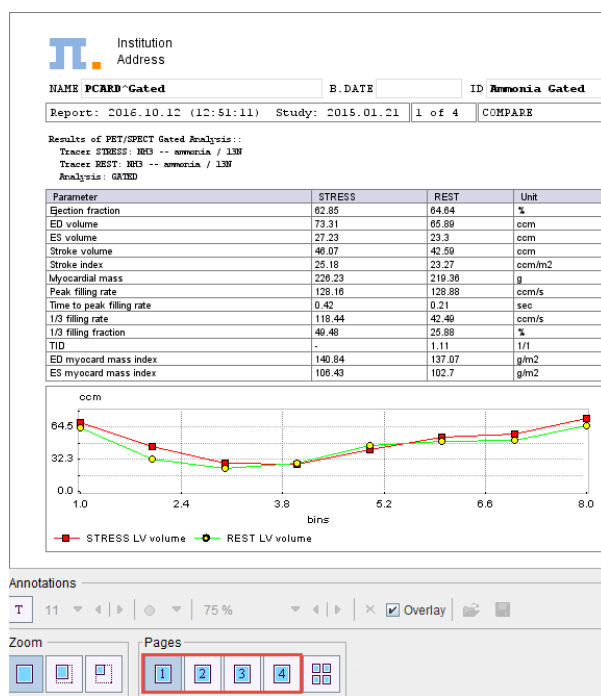 Institution
Address
NAME PCARD^Gated B.DATE ID Ammonia Gated
Report: 2016.10.12 (12:51:11) Study: 2015.01.21 1 of 4 COMPARE
Results of PET/SPECT Gated Analysis::
Tracer STRESS: NH3 -- ammonia / 13N
Tracer REST: NH3 -- ammonia / 13N
Analysis: GATED
Parameter STRESS REST Unit
Ejection fraction 62.85 64.64 %
ED volume 73.31 65.89 ccm
ES volume 27.23 23.3 ccm
Stroke volume 46.07 42.59 ccm
Stroke index 25.18 23.27 ccm/m2
Myocardial mass 226.23 219.36 g
Peak filling rate 128.16 128.88 ccm/s
Time to peak filling rate 0.42 0.21 sec
1/3 filling rate 118.44 42.49 ccm/s
1/3 filling fraction 49.48 25.88 %
TID - 1.11 1/1
ED myocard mass index 140.84 137.07 g/m2
ES myocard mass index 106.43 102.7 g/m2
ccm
64.5
32.3
0.0
1.0 2.4 3.8 5.2 6.6 8.0
bins
STRESS LV volume REST LV volume
Annotations
T 11 75 % Overlay
Zoom Pages
1 2 3 4